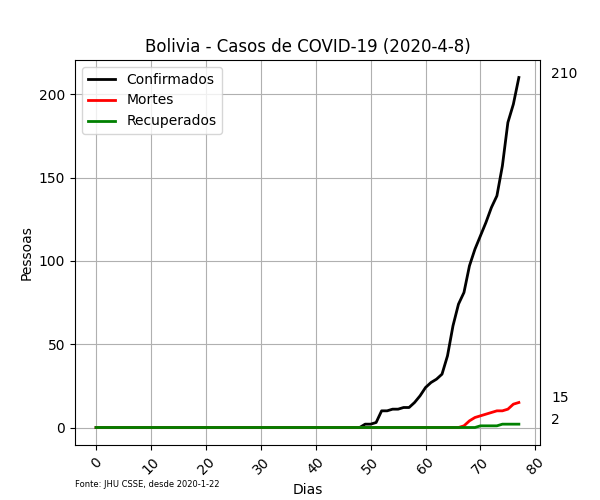 Bolivia - Casos de COVID-19 (2020-4-8)
Confirmados
Mortes
Recuperados
210
15
2
Pessoas
200
150
100
50
0
0 10 20 30 40 50 60 70 80
Fonte: JHU CSSE, desde 2020-1-22
Dias